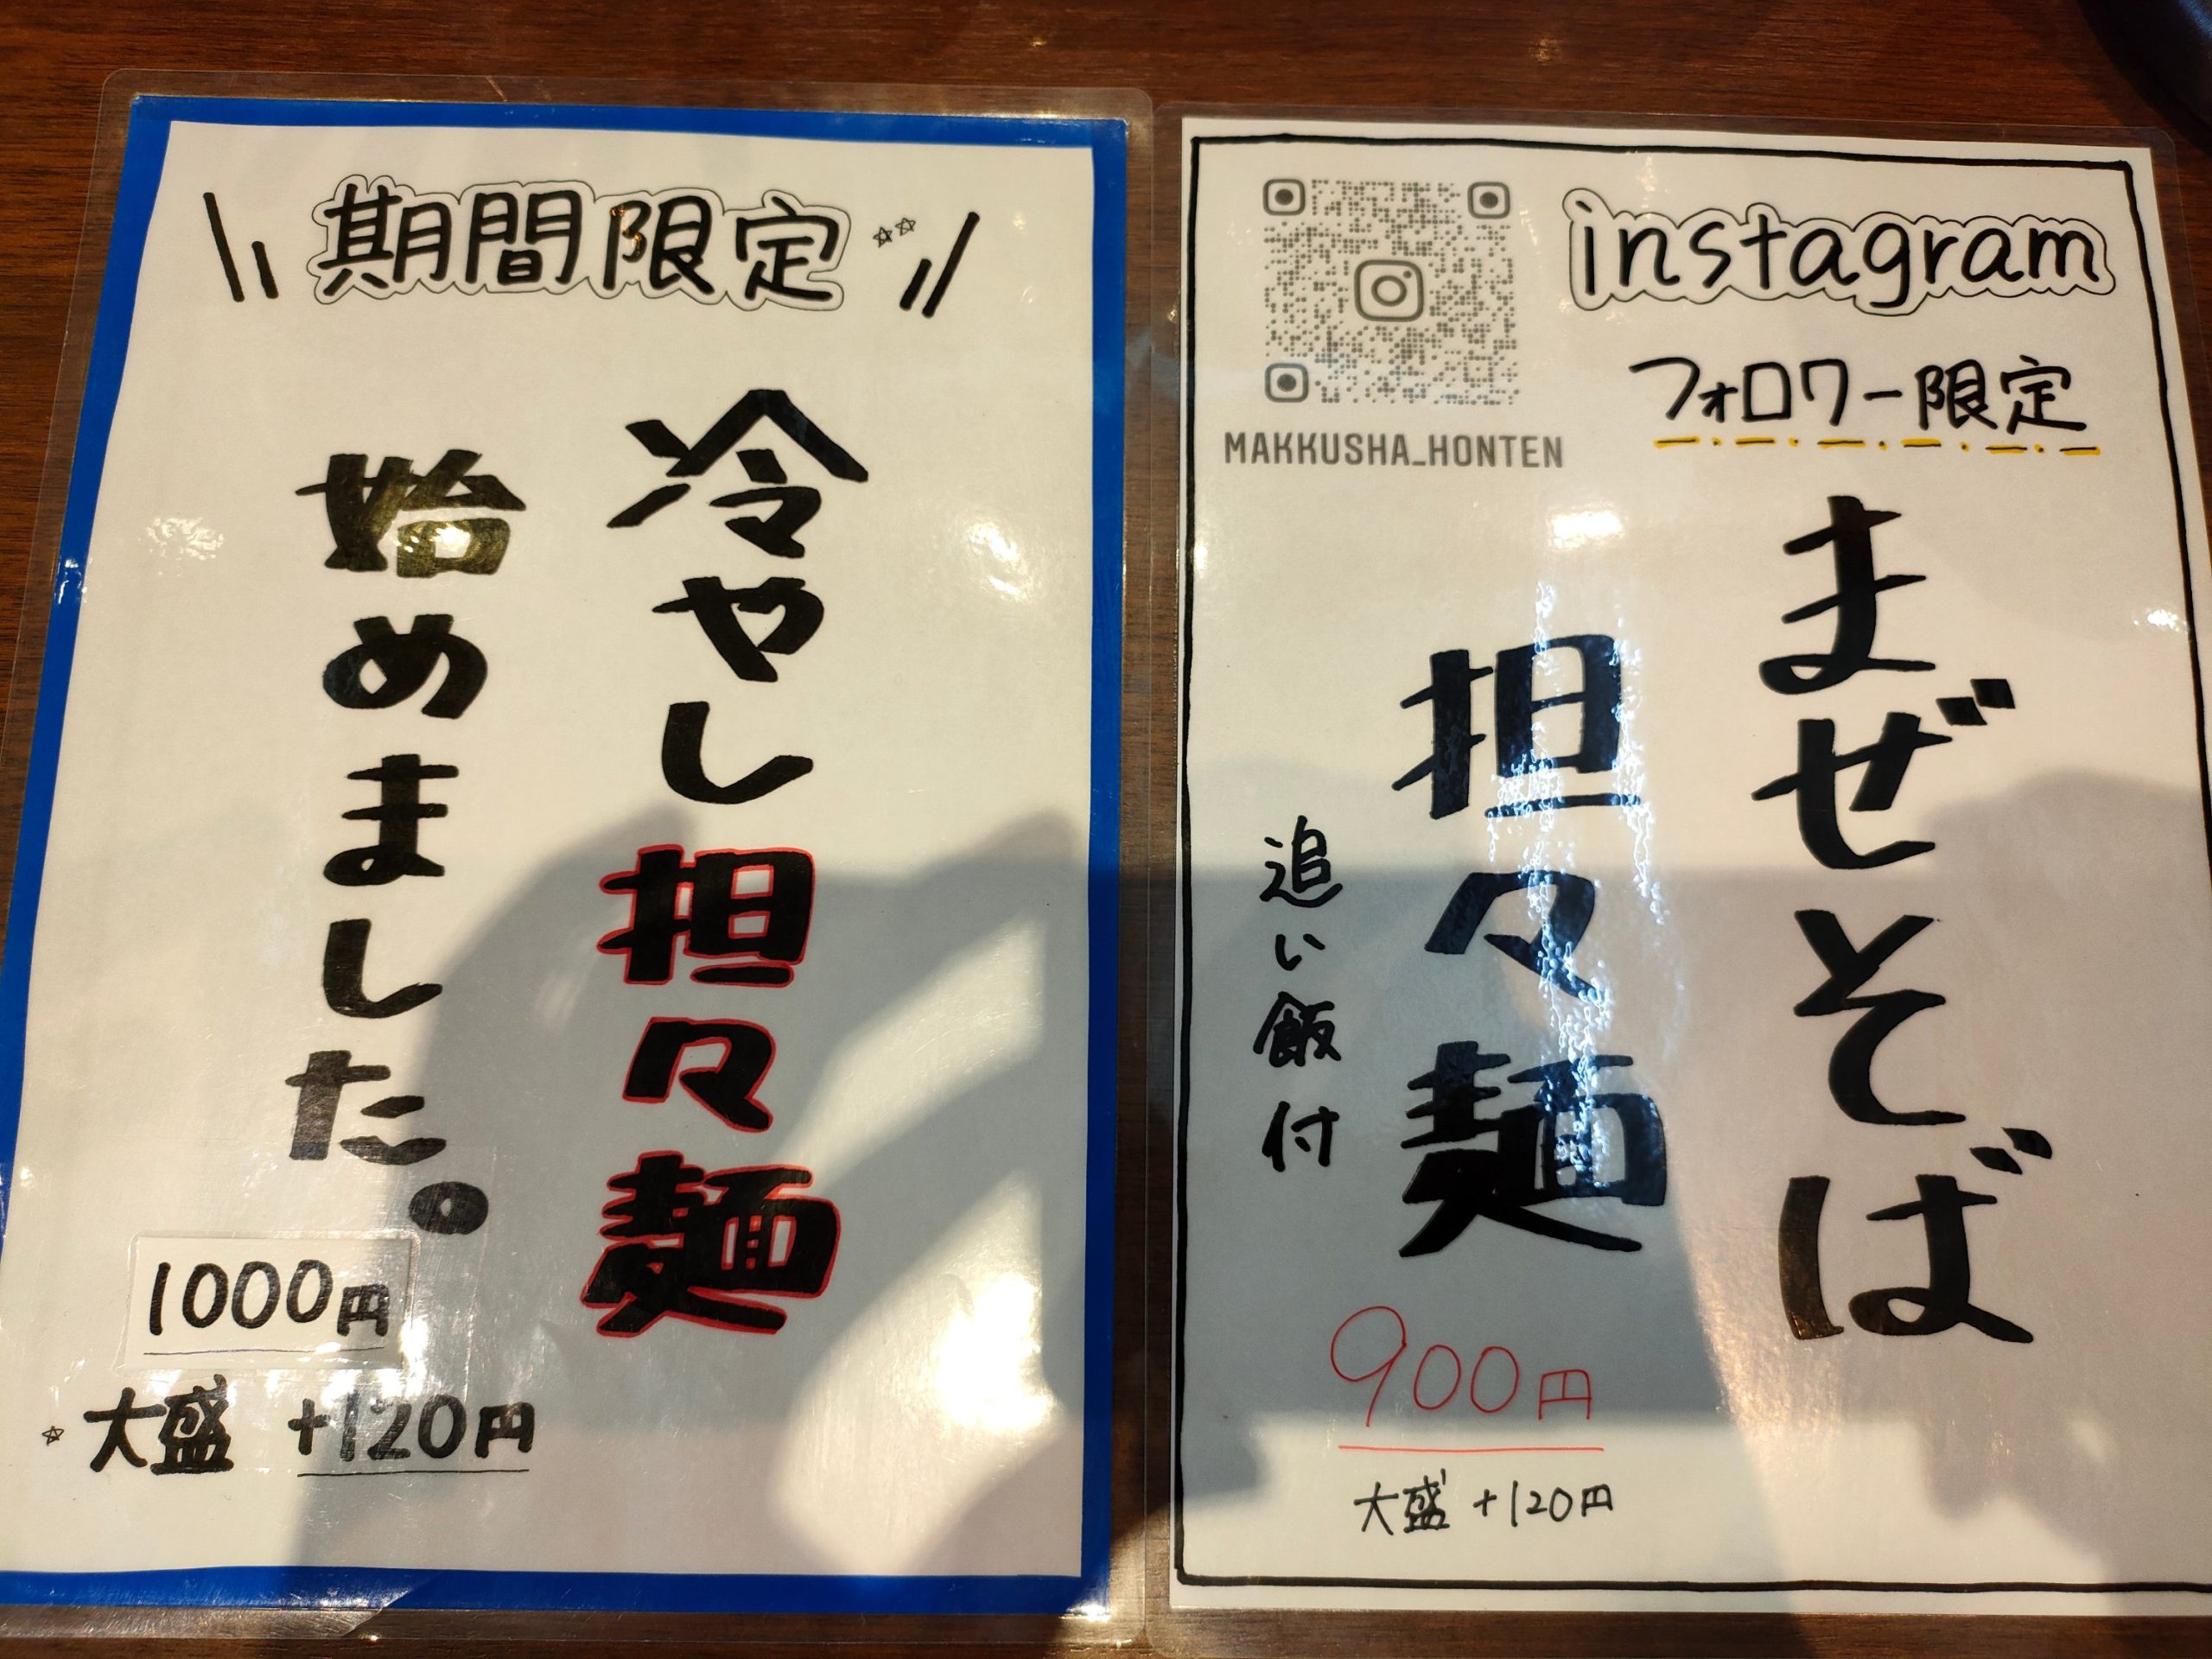 期間限定
冷やし担々麺
始めました。
1000円
大盛 +120円
instagram
MAKKUSHA_HONTEN
フォロワー限定
まぜそば
担々麺
追い飯付
900円
大盛 +120円